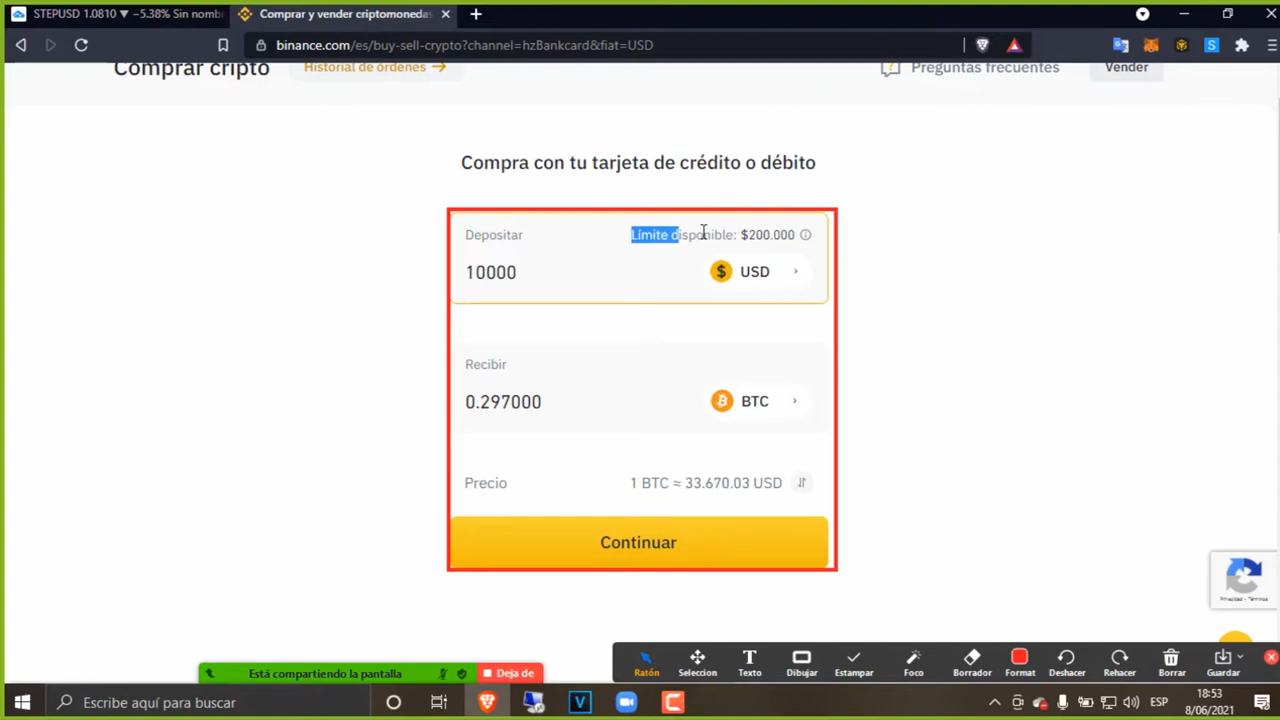 STEPUSD 1.0810 ▼ −5.38% Sin nomb
Comprar y vender criptomonedas
binance.com/es/buy-sell-crypto?channel=hzBankcard&fiat=USD
Comprar cripto
Historial de órdenes →
Preguntas frecuentes
Vender
Compra con tu tarjeta de crédito o débito
Depositar
Límite disponible: $200.000
10000
USD
Recibir
0.297000
BTC
Precio
1 BTC ≈ 33.670.03 USD
Continuar
Privacidad - Términos
Está compartiendo la pantalla
Deja de
Ratón
Seleccion
Texto
Dibujar
Estampar
Foco
Borrador
Format
Deshacer
Rehacer
Borrar
Guardar
Escribe aquí para buscar
ESP
18:53
8/06/2021